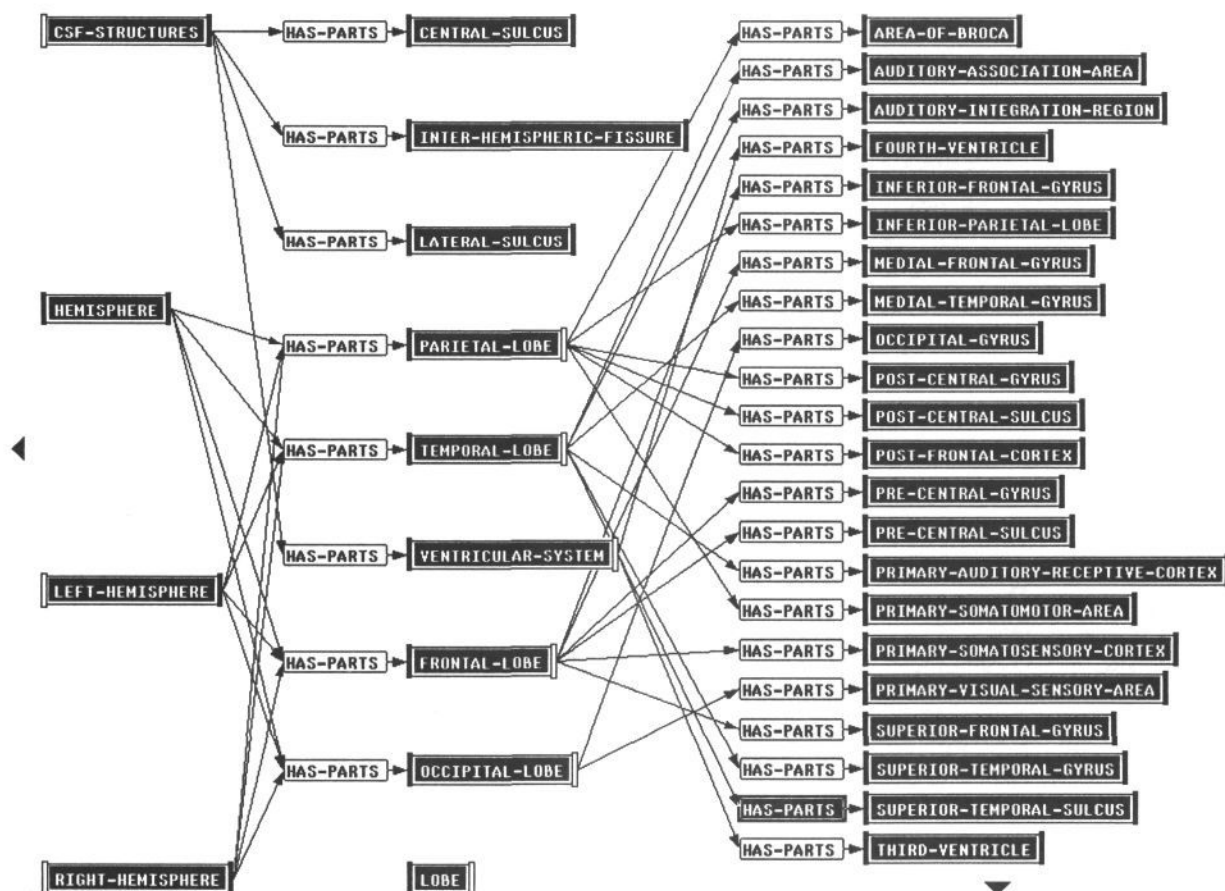 CSF-STRUCTURES HAS-PARTS CENTRAL-SULCUS HAS-PARTS AREA-OF-BROCA
HAS-PARTS AUDITORY-ASSOCIATION-AREA
HAS-PARTS AUDITORY-INTEGRATION-REGION
HAS-PARTS INTER-HEMISPHERIC-FISSURE HAS-PARTS FOURTH-VENTRICLE
HAS-PARTS INFERIOR-FRONTAL-GYRUS
HAS-PARTS INFERIOR-PARIETAL-LOBE
HAS-PARTS LATERAL-SULCUS
HAS-PARTS MEDIAL-FRONTAL-GYRUS
HEMISPHERE HAS-PARTS MEDIAL-TEMPORAL-GYRUS
HAS-PARTS PARIETAL-LOBE HAS-PARTS OCCIPITAL-GYRUS
HAS-PARTS POST-CENTRAL-GYRUS
HAS-PARTS POST-CENTRAL-SULCUS
HAS-PARTS TEMPORAL-LOBE HAS-PARTS POST-FRONTAL-CORTEX
HAS-PARTS PRE-CENTRAL-GYRUS
HAS-PARTS PRE-CENTRAL-SULCUS
HAS-PARTS VENTRICULAR-SYSTEM
HAS-PARTS PRIMARY-AUDITORY-RECEPTIVE-CORTEX
LEFT-HEMISPHERE HAS-PARTS PRIMARY-SOMATOMOTOR-AREA
HAS-PARTS FRONTAL-LOBE HAS-PARTS PRIMARY-SOMATOSENSORY-CORTEX
HAS-PARTS PRIMARY-VISUAL-SENSORY-AREA
HAS-PARTS SUPERIOR-FRONTAL-GYRUS
HAS-PARTS OCCIPITAL-LOBE HAS-PARTS SUPERIOR-TEMPORAL-GYRUS
HAS-PARTS SUPERIOR-TEMPORAL-SULCUS
HAS-PARTS THIRD-VENTRICLE
RIGHT-HEMISPHERE LOBE